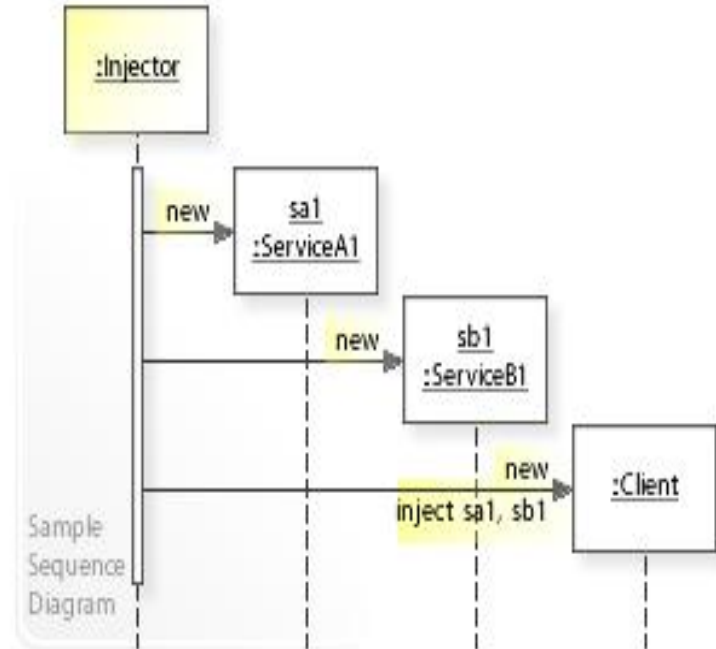 :Injector
new
sa1
:ServiceA1
new
sb1
:ServiceB1
new
inject sa1, sb1
:Client
Sample
Sequence
Diagram